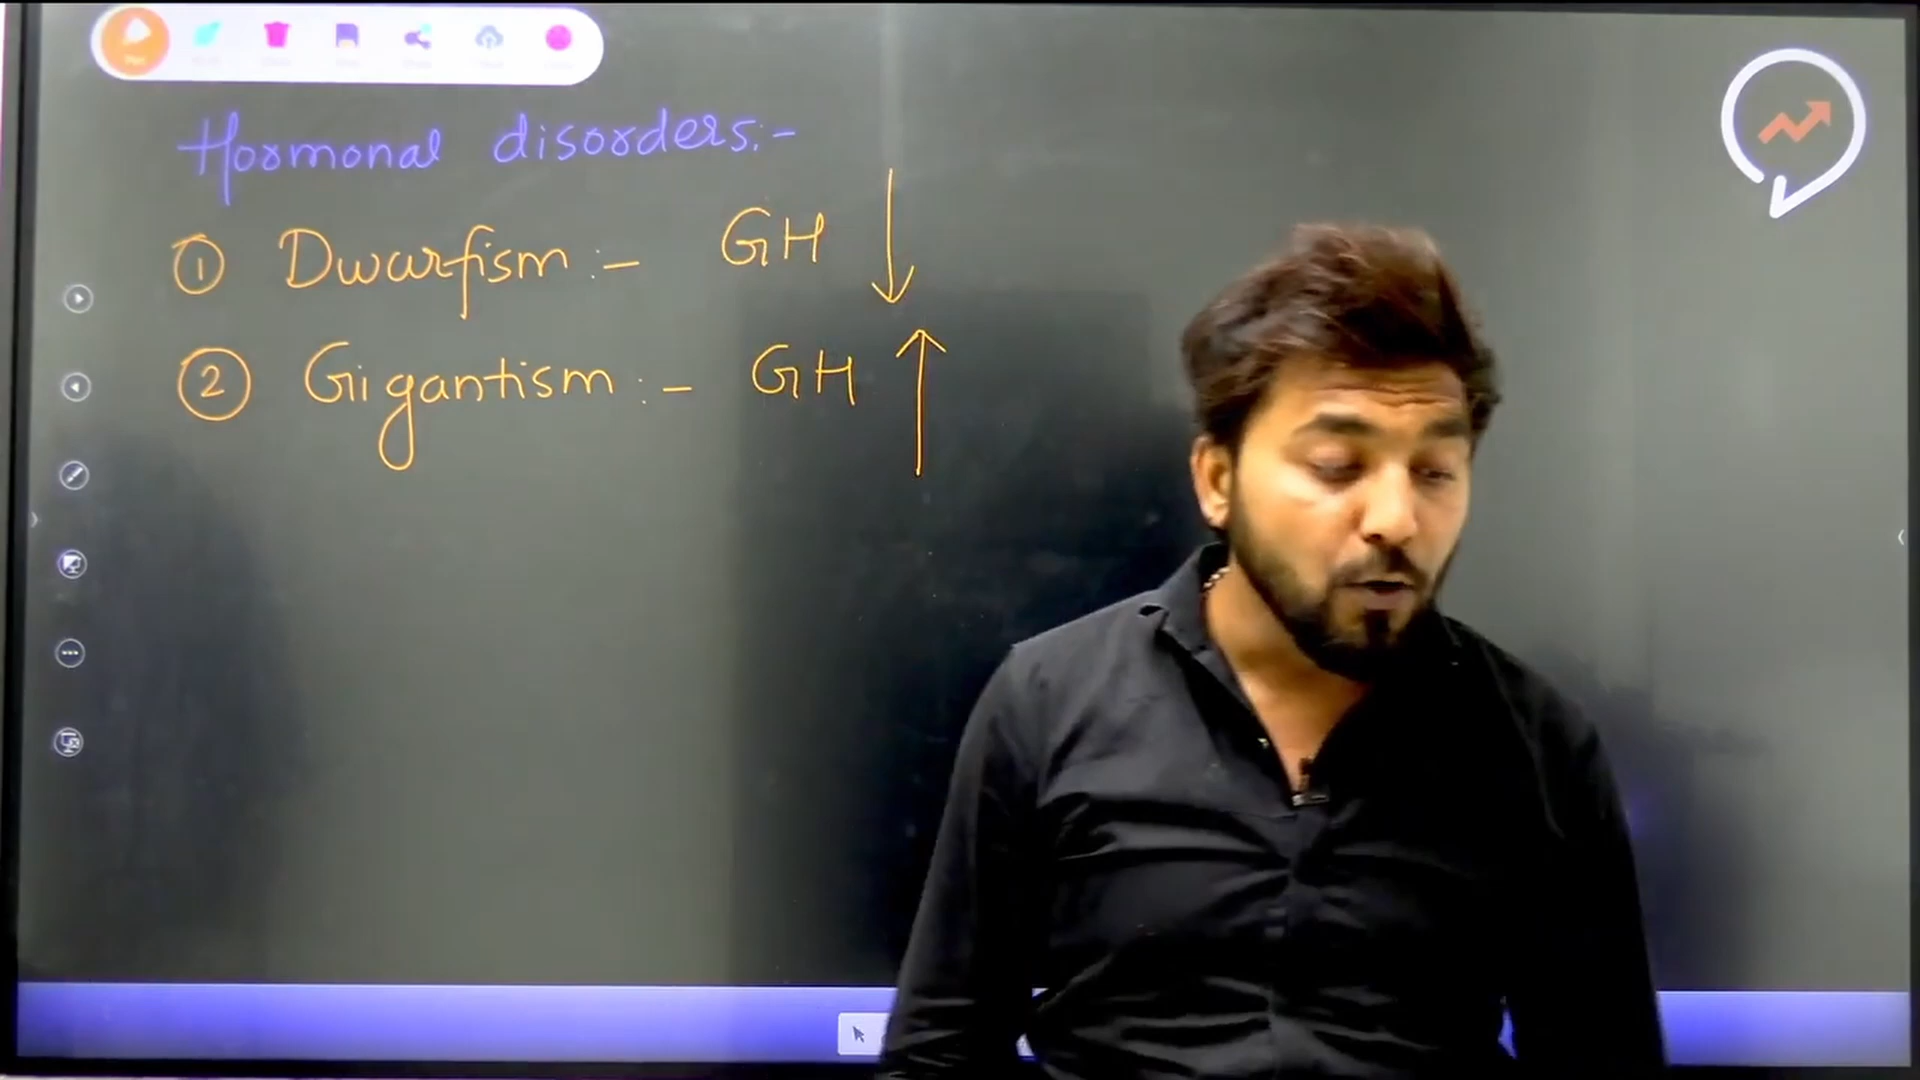 Hormonal disorders:-
① Dwarfism :- GH ↓
② Gigantism :- GH ↑